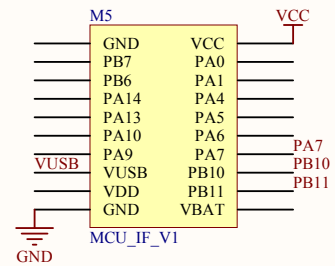 M5
VCC
GND VCC
PB7 PA0
PB6 PA1
PA14 PA4
PA13 PA5
PA10 PA6
PA9 PA7 PA7
VUSB VUSB PB10 PB10
VDD PB11 PB11
GND VBAT
MCU_IF_V1
GND